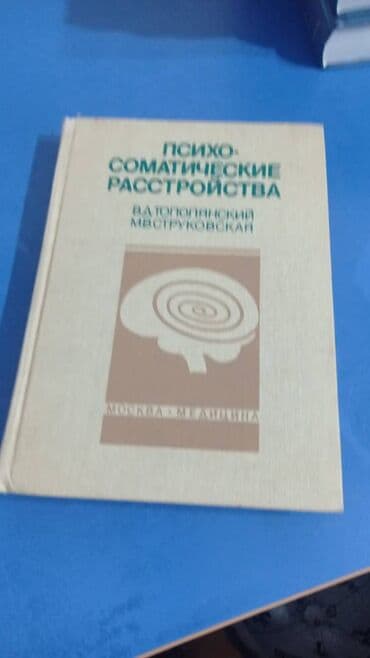 ПСИХО-
СОМАТИЧЕСКИЕ
РАССТРОЙСТВА
В.Д.ТОПОЛЯНСКИЙ
М.В.СТРУКОВСКАЯ
МОСКВА • МЕДИЦИНА